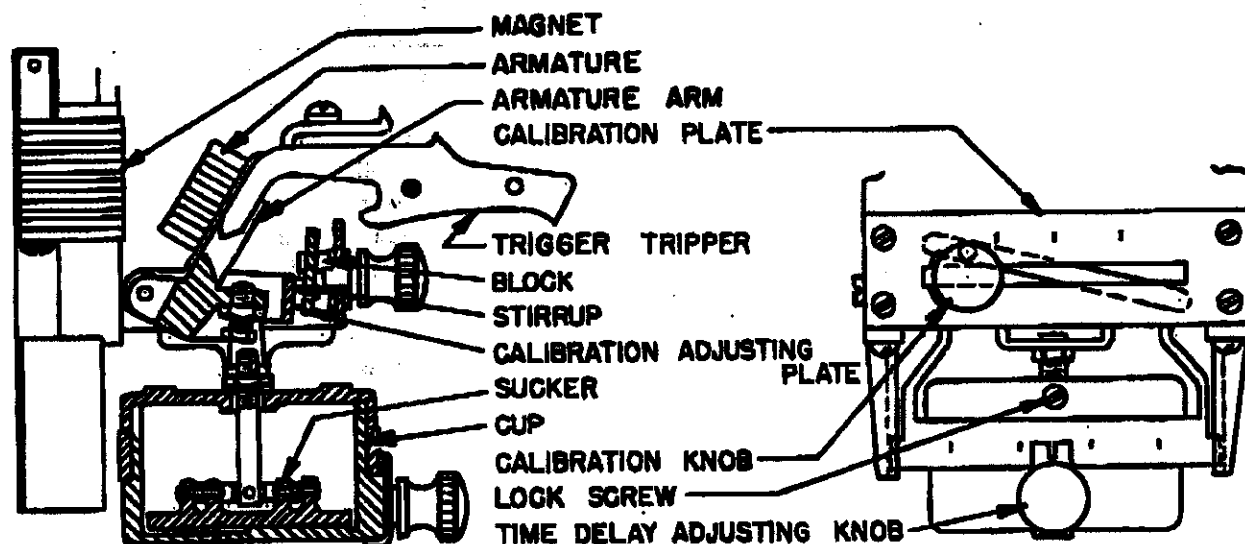 MAGNET
ARMATURE
ARMATURE ARM
CALIBRATION PLATE
TRIGGER TRIPPER
BLOCK
STIRRUP
CALIBRATION ADJUSTING
PLATE
SUCKER
CUP
CALIBRATION KNOB
LOCK SCREW
TIME DELAY ADJUSTING KNOB